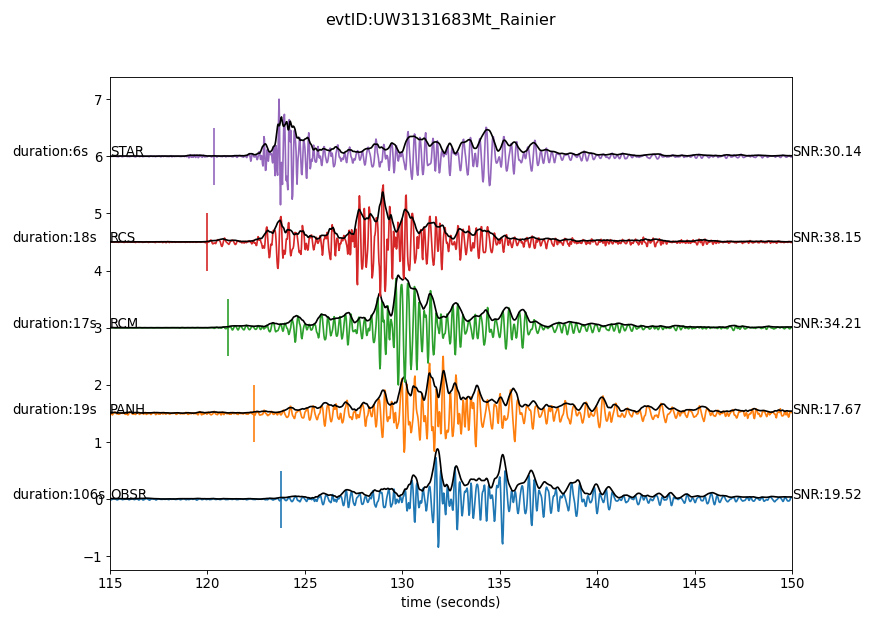 evtID:UW3131683Mt_Rainier
7
duration:6s STAR SNR:30.14
6
5
duration:18s RCS SNR:38.15
4
duration:17s RCM SNR:34.21
3
2
duration:19s PANH SNR:17.67
1
duration:106s OBSR SNR:19.52
0
−1
115 120 125 130 135 140 145 150
time (seconds)